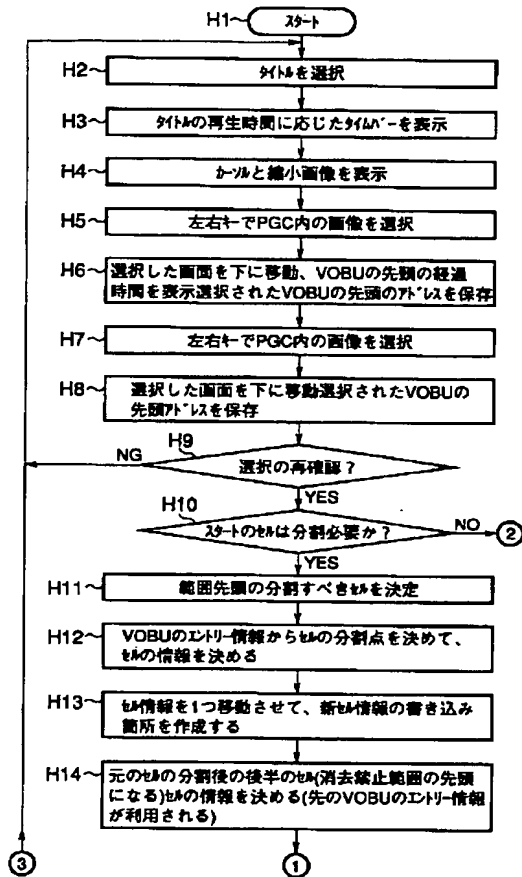 H1 スタート
H2 タイトルを選択
H3 タイトルの再生時間に応じたタイムバーを表示
H4 カーソルと縮小画像を表示
H5 左右キーでPGC内の画像を選択
H6 選択した画面を下に移動、VOBUの先頭の経過
時間を表示選択されたVOBUの先頭のアドレスを保存
H7 左右キーでPGC内の画像を選択
H8 選択した画面を下に移動選択されたVOBUの
先頭アドレスを保存
H9
NG 選択の再確認?
YES
H10
スタートのセルは分割必要か? NO ②
YES
H11 範囲先頭の分割すべきセルを決定
H12 VOBUのエントリー情報からセルの分割点を決めて、
セルの情報を決める
H13 セル情報を1つ移動させて、新セル情報の書き込み
箇所を作成する
H14 元のセルの分割後の後半のセル(消去禁止範囲の先頭
になる)セルの情報を決める(先のVOBUのエントリー情報
が利用される)
③ ①